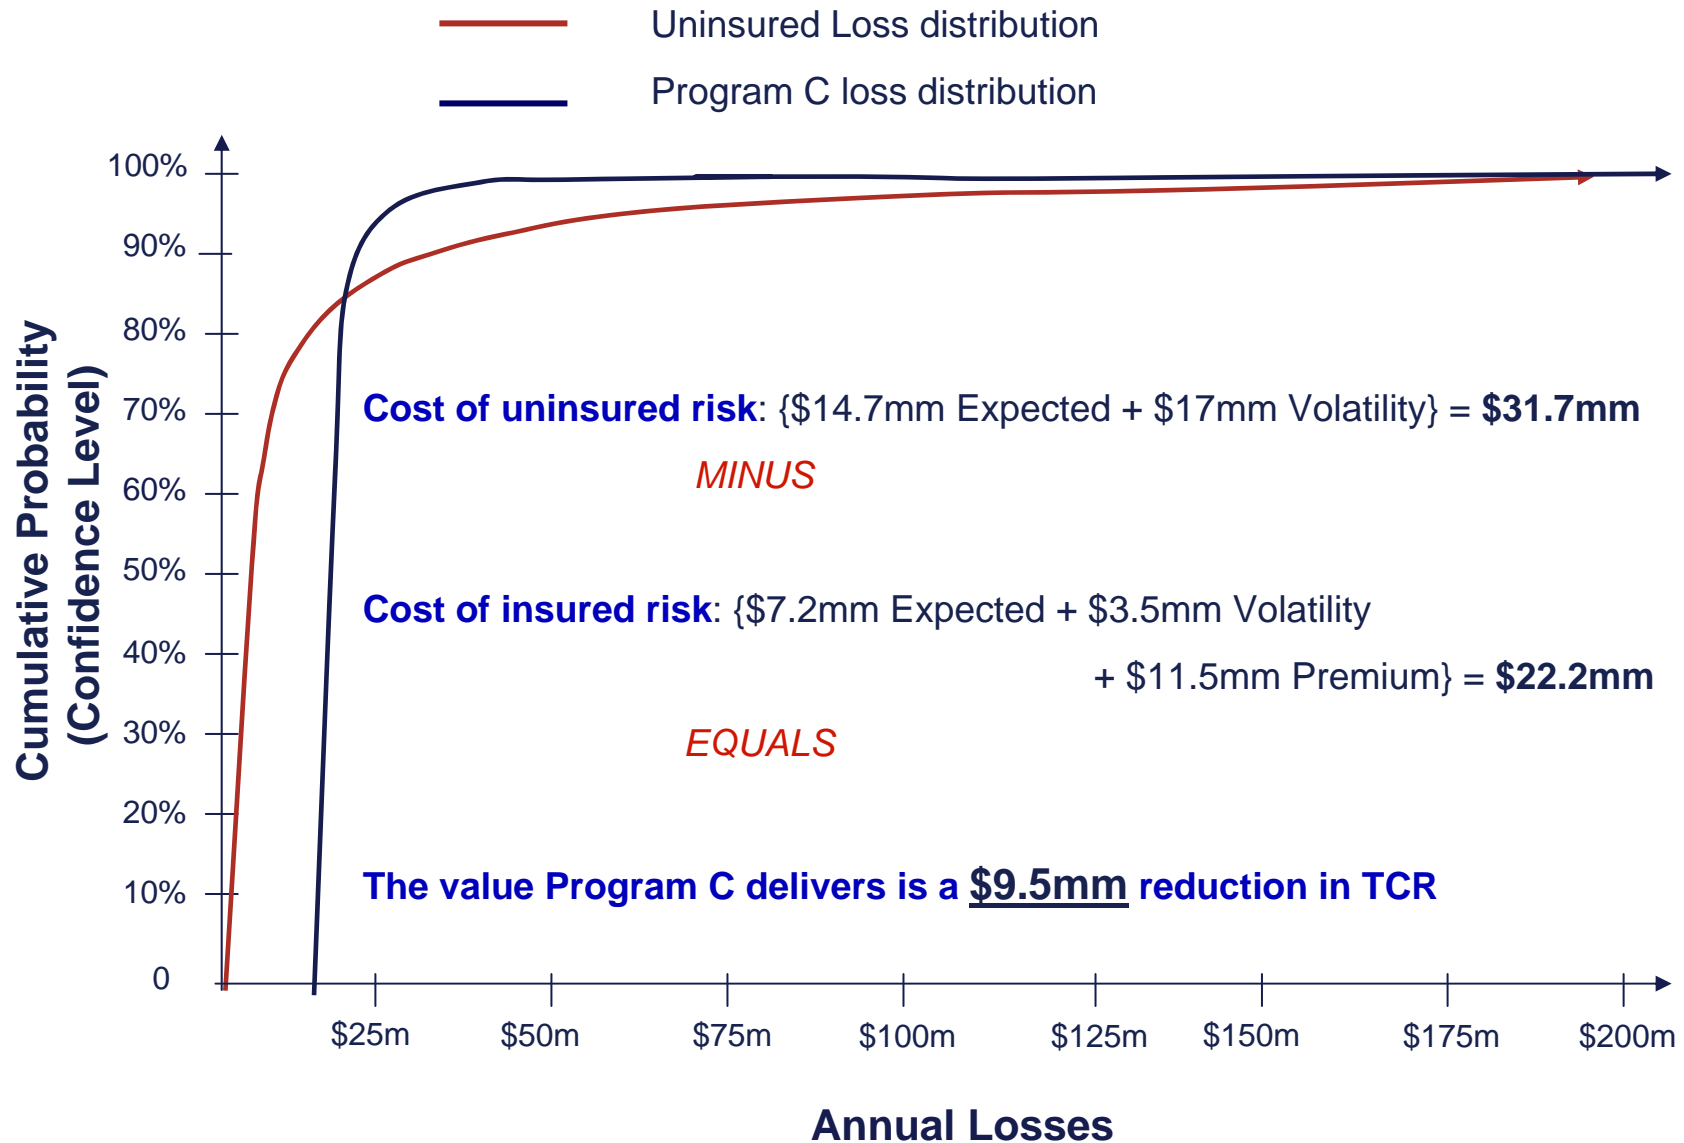 Uninsured Loss distribution
Program C loss distribution
100%
90%
80%
70%
60%
50%
40%
30%
20%
10%
0
Cumulative Probability
(Confidence Level)
Cost of uninsured risk: {$14.7mm Expected + $17mm Volatility} = $31.7mm
MINUS
Cost of insured risk: {$7.2mm Expected + $3.5mm Volatility
+ $11.5mm Premium} = $22.2mm
EQUALS
The value Program C delivers is a $9.5mm reduction in TCR
$25m $50m $75m $100m $125m $150m $175m $200m
Annual Losses